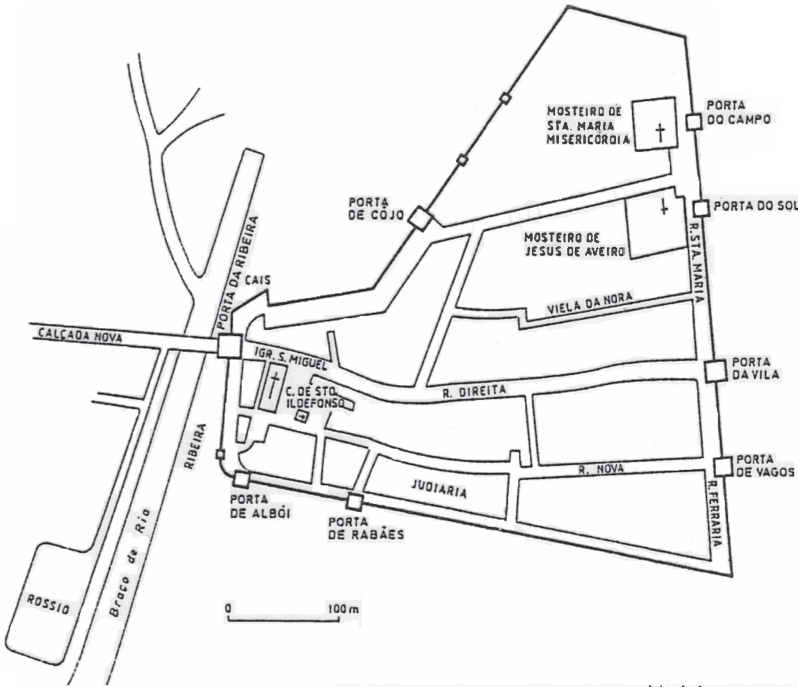 MOSTEIRO DE
STA. MARIA
MISERICÓRDIA
PORTA
DO CAMPO
PORTA
DE CÔJO
PORTA DO SOL
MOSTEIRO DE
JESUS DE AVEIRO
R. STA. MARIA
PORTA DA RIBEIRA
CAIS
VIELA DA NORA
CALÇADA NOVA
IGR. S. MIGUEL
C. DE STO.
ILDEFONSO
R. DIREITA
PORTA
DA VILA
RIBEIRA
JUDIARIA
R. NOVA
PORTA
DE VAGOS
R. FERRARIA
PORTA
DE ALBÓI
PORTA
DE RABÃES
Braço de Ria
ROSSIO
0 100 m